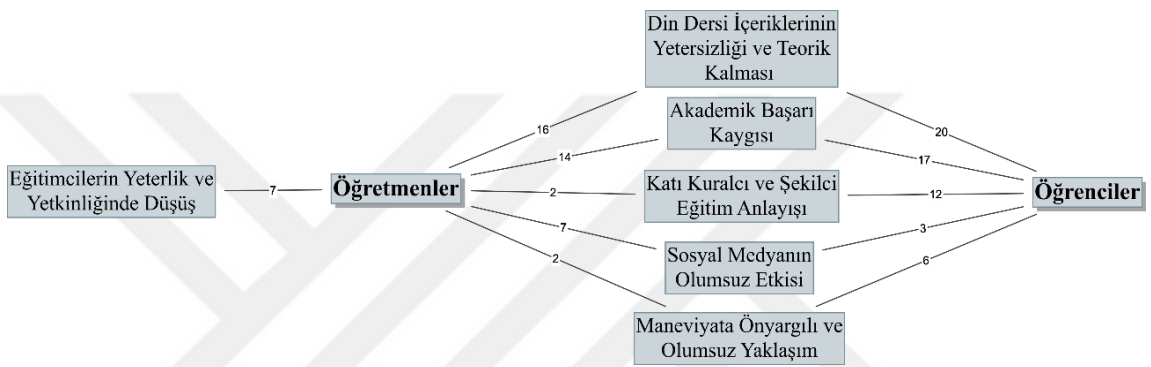 Din Dersi İçeriklerinin
Yetersizliği ve Teorik
Kalması
16
20
Akademik Başarı
Kaygısı
14
17
Eğitimcilerin Yeterlik ve
Yetkinliğinde Düşüş
7
Öğretmenler
2
Katı Kuralcı ve Şekilci
Eğitim Anlayışı
12
Öğrenciler
7
Sosyal Medyanın
Olumsuz Etkisi
3
2
Maneviyata Önyargılı ve
Olumsuz Yaklaşım
6